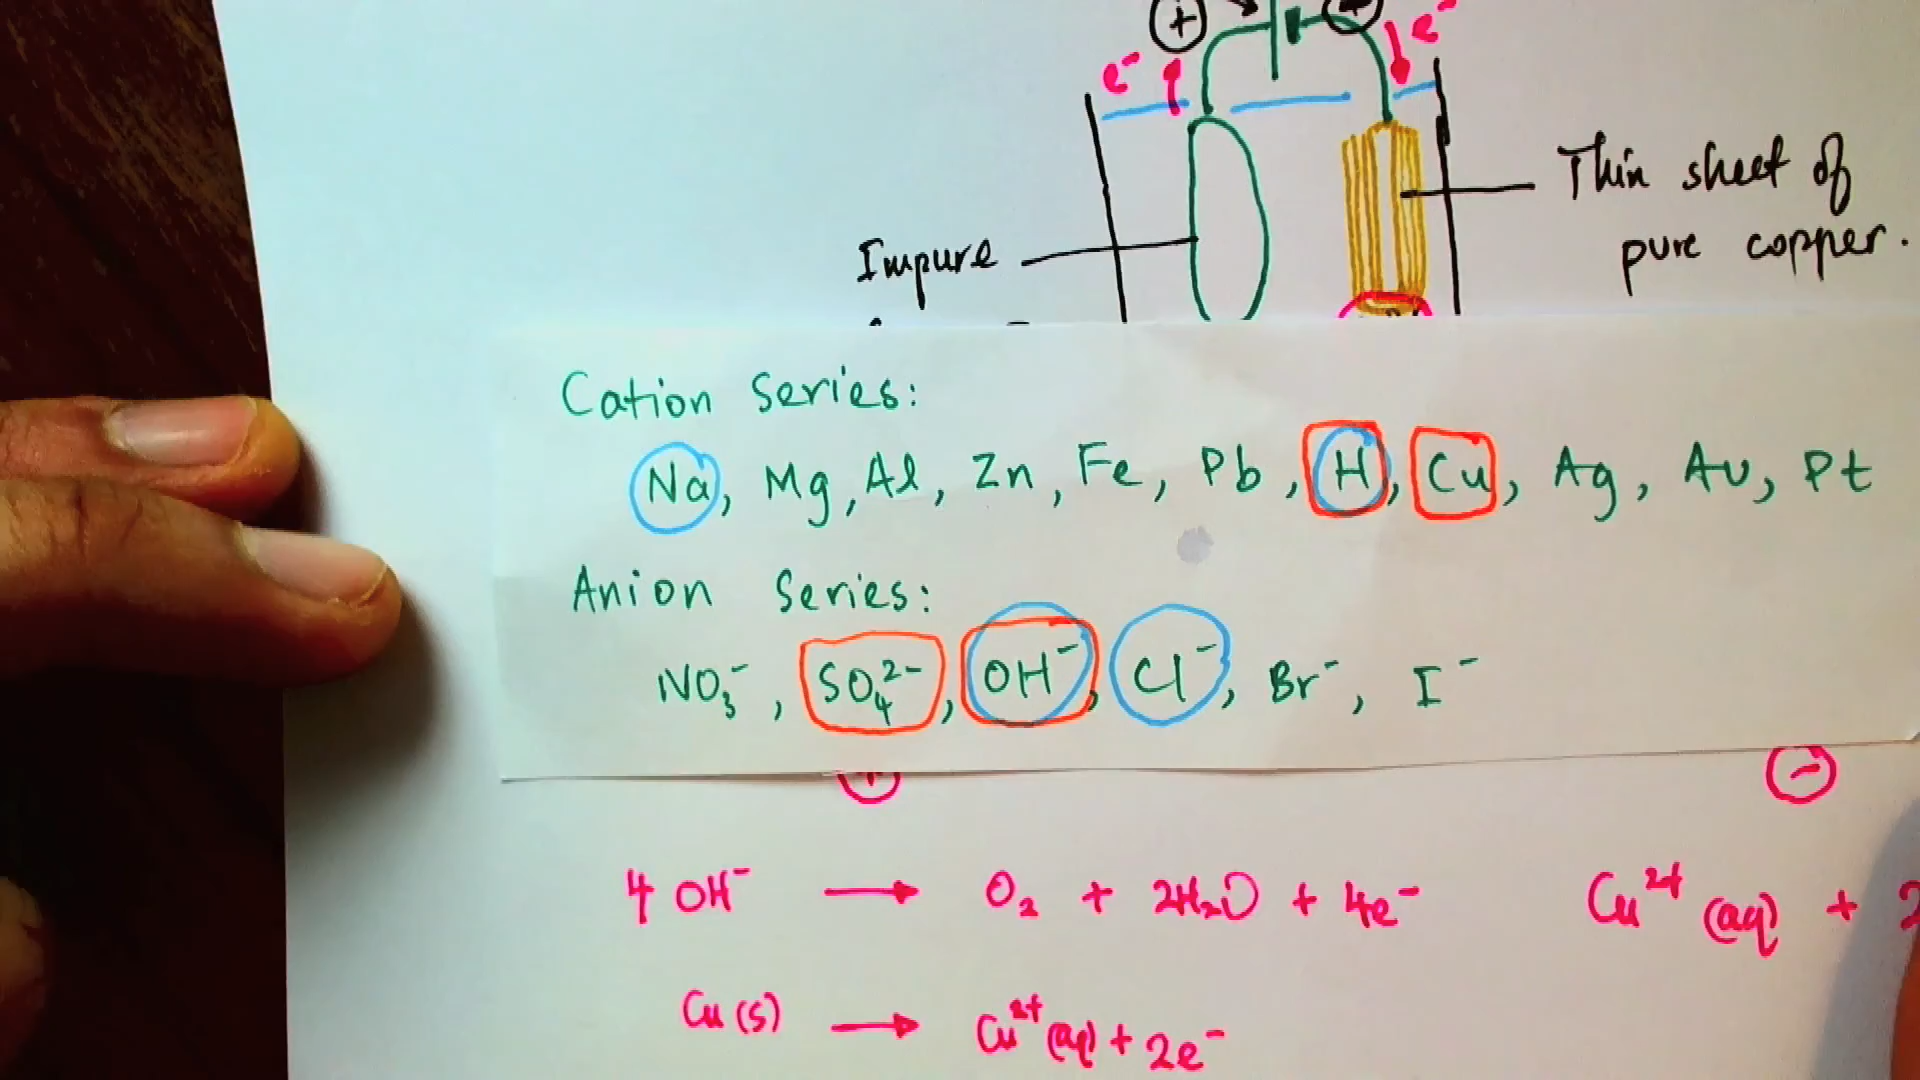 +
e⁻
e⁻
Thin sheet of
pure copper.
Impure
Cation Series:
Na, Mg, Al, Zn, Fe, Pb, H, Cu, Ag, Au, Pt
Anion Series:
NO₃⁻, SO₄²⁻, OH⁻, Cl⁻, Br⁻, I⁻
−
4 OH⁻ → O₂ + 2H₂O + 4e⁻
Cu²⁺ (aq) + 2
Cu (s) → Cu²⁺ (aq) + 2e⁻